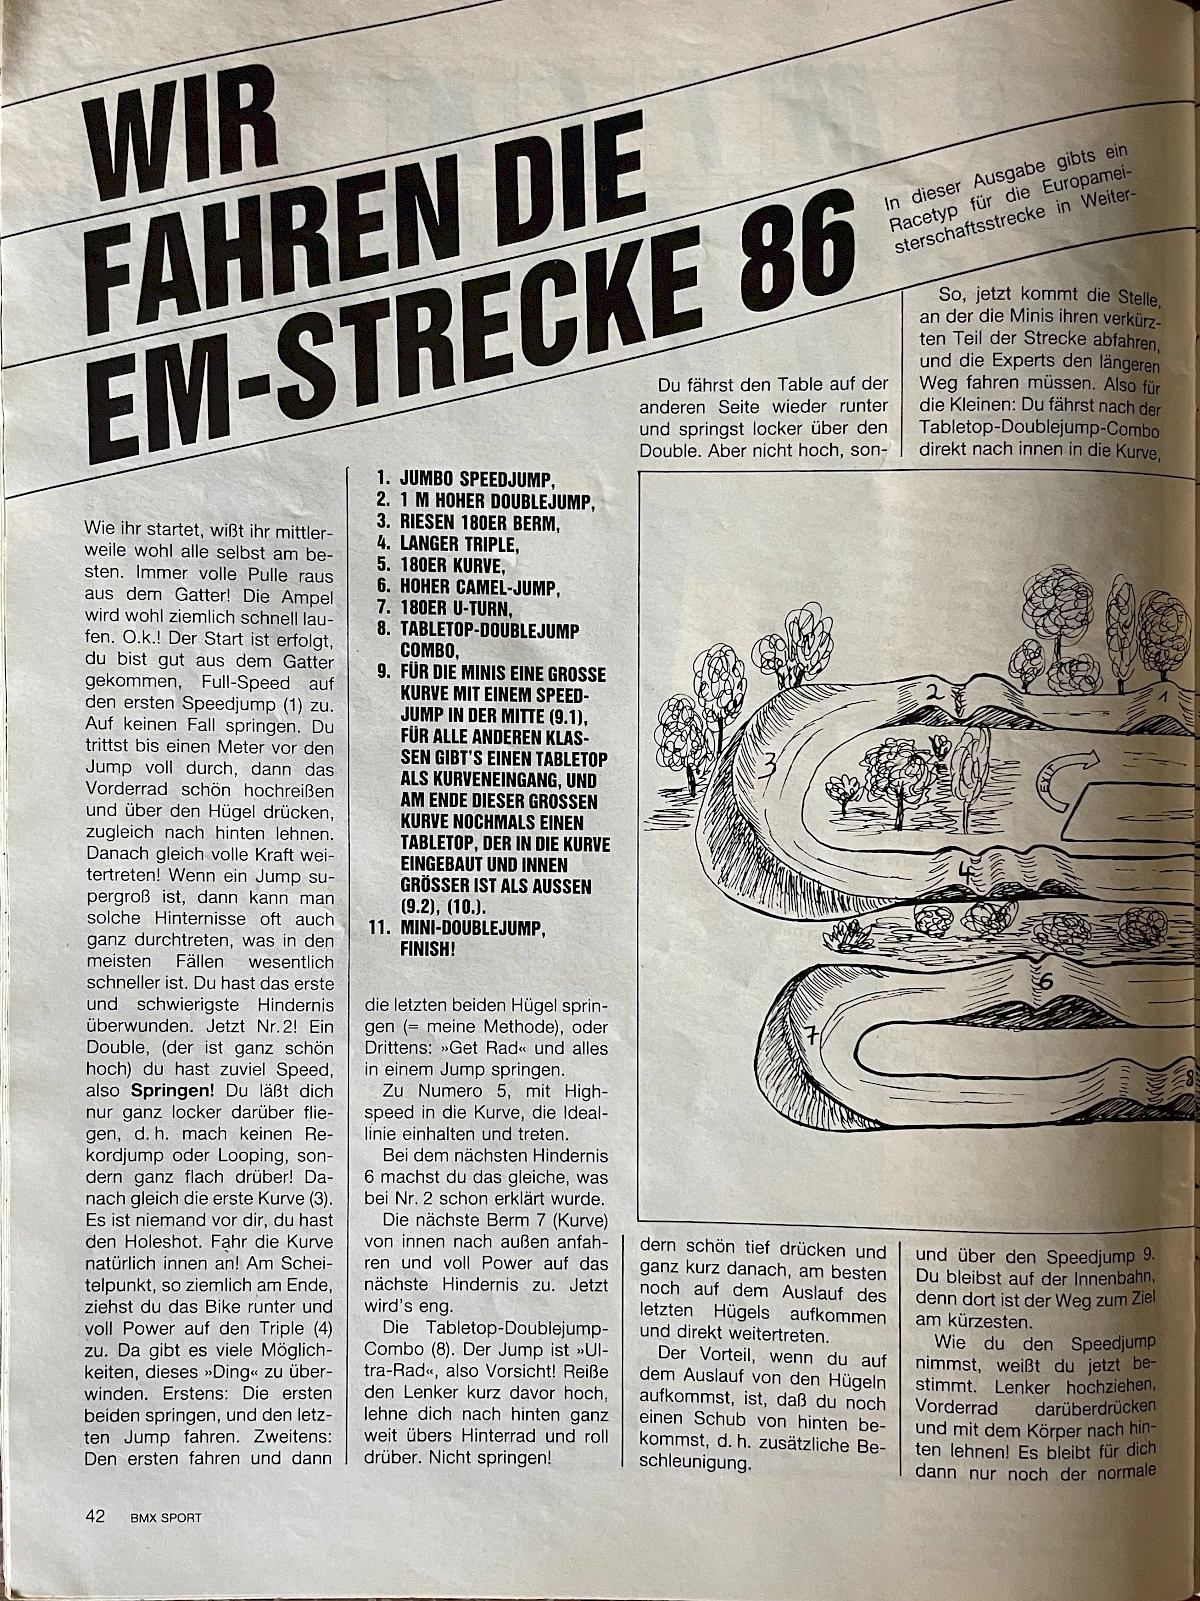 WIR
FAHREN DIE
EM-STRECKE 86
In dieser Ausgabe gibts ein
Racetyp für die Europamei-
sterschaftsstrecke in Weiter-
Wie ihr startet, wißt ihr mittler-
weile wohl alle selbst am be-
sten. Immer volle Pulle raus
aus dem Gatter! Die Ampel
wird wohl ziemlich schnell lau-
fen. O.k.! Der Start ist erfolgt,
du bist gut aus dem Gatter
gekommen, Full-Speed auf
den ersten Speedjump (1) zu.
Auf keinen Fall springen. Du
trittst bis einen Meter vor den
Jump voll durch, dann das
Vorderrad schön hochreißen
und über den Hügel drücken,
zugleich nach hinten lehnen.
Danach gleich volle Kraft wei-
tertreten! Wenn ein Jump su-
pergroß ist, dann kann man
solche Hinternisse oft auch
ganz durchtreten, was in den
meisten Fällen wesentlich
schneller ist. Du hast das erste
und schwierigste Hindernis
überwunden. Jetzt Nr. 2! Ein
Double, (der ist ganz schön
hoch) du hast zuviel Speed,
also Springen! Du läßt dich
nur ganz locker darüber flie-
gen, d. h. mach keinen Re-
kordjump oder Looping, son-
dern ganz flach drüber! Da-
nach gleich die erste Kurve (3).
Es ist niemand vor dir, du hast
den Holeshot. Fahr die Kurve
natürlich innen an! Am Schei-
telpunkt, so ziemlich am Ende,
ziehst du das Bike runter und
voll Power auf den Triple (4)
zu. Da gibt es viele Möglich-
keiten, dieses »Ding« zu über-
winden. Erstens: Die ersten
beiden springen, und den letz-
ten Jump fahren. Zweitens:
Den ersten fahren und dann
1. JUMBO SPEEDJUMP,
2. 1 M HOHER DOUBLEJUMP,
3. RIESEN 180ER BERM,
4. LANGER TRIPLE,
5. 180ER KURVE,
6. HOHER CAMEL-JUMP,
7. 180ER U-TURN,
8. TABLETOP-DOUBLEJUMP
COMBO,
9. FÜR DIE MINIS EINE GROSSE
KURVE MIT EINEM SPEED-
JUMP IN DER MITTE (9.1),
FÜR ALLE ANDEREN KLAS-
SEN GIBT'S EINEN TABLETOP
ALS KURVENEINGANG, UND
AM ENDE DIESER GROSSEN
KURVE NOCHMALS EINEN
TABLETOP, DER IN DIE KURVE
EINGEBAUT UND INNEN
GRÖSSER IST ALS AUSSEN
(9.2), (10.).
11. MINI-DOUBLEJUMP,
FINISH!
die letzten beiden Hügel sprin-
gen (= meine Methode), oder
Drittens: »Get Rad« und alles
in einem Jump springen.
Zu Numero 5, mit High-
speed in die Kurve, die Ideal-
linie einhalten und treten.
Bei dem nächsten Hindernis
6 machst du das gleiche, was
bei Nr. 2 schon erklärt wurde.
Die nächste Berm 7 (Kurve)
von innen nach außen anfah-
ren und voll Power auf das
nächste Hindernis zu. Jetzt
wird's eng.
Die Tabletop-Doublejump-
Combo (8). Der Jump ist »Ul-
tra-Rad«, also Vorsicht! Reiße
den Lenker kurz davor hoch,
lehne dich nach hinten ganz
weit übers Hinterrad und roll
drüber. Nicht springen!
Du fährst den Table auf der
anderen Seite wieder runter
und springst locker über den
Double. Aber nicht hoch, son-
dern schön tief drücken und
ganz kurz danach, am besten
noch auf dem Auslauf des
letzten Hügels aufkommen
und direkt weitertreten.
Der Vorteil, wenn du auf
dem Auslauf von den Hügeln
aufkommst, ist, daß du noch
einen Schub von hinten be-
kommst, d. h. zusätzliche Be-
schleunigung.
So, jetzt kommt die Stelle,
an der die Minis ihren verkürz-
ten Teil der Strecke abfahren,
und die Experts den längeren
Weg fahren müssen. Also für
die Kleinen: Du fährst nach der
Tabletop-Doublejump-Combo
direkt nach innen in die Kurve,
und über den Speedjump 9.
Du bleibst auf der Innenbahn,
denn dort ist der Weg zum Ziel
am kürzesten.
Wie du den Speedjump
nimmst, weißt du jetzt be-
stimmt. Lenker hochziehen,
Vorderrad darüberdrücken
und mit dem Körper nach hin-
ten lehnen! Es bleibt für dich
dann nur noch der normale
2
1
3
EXIT
4
6
7
8
42 BMX SPORT